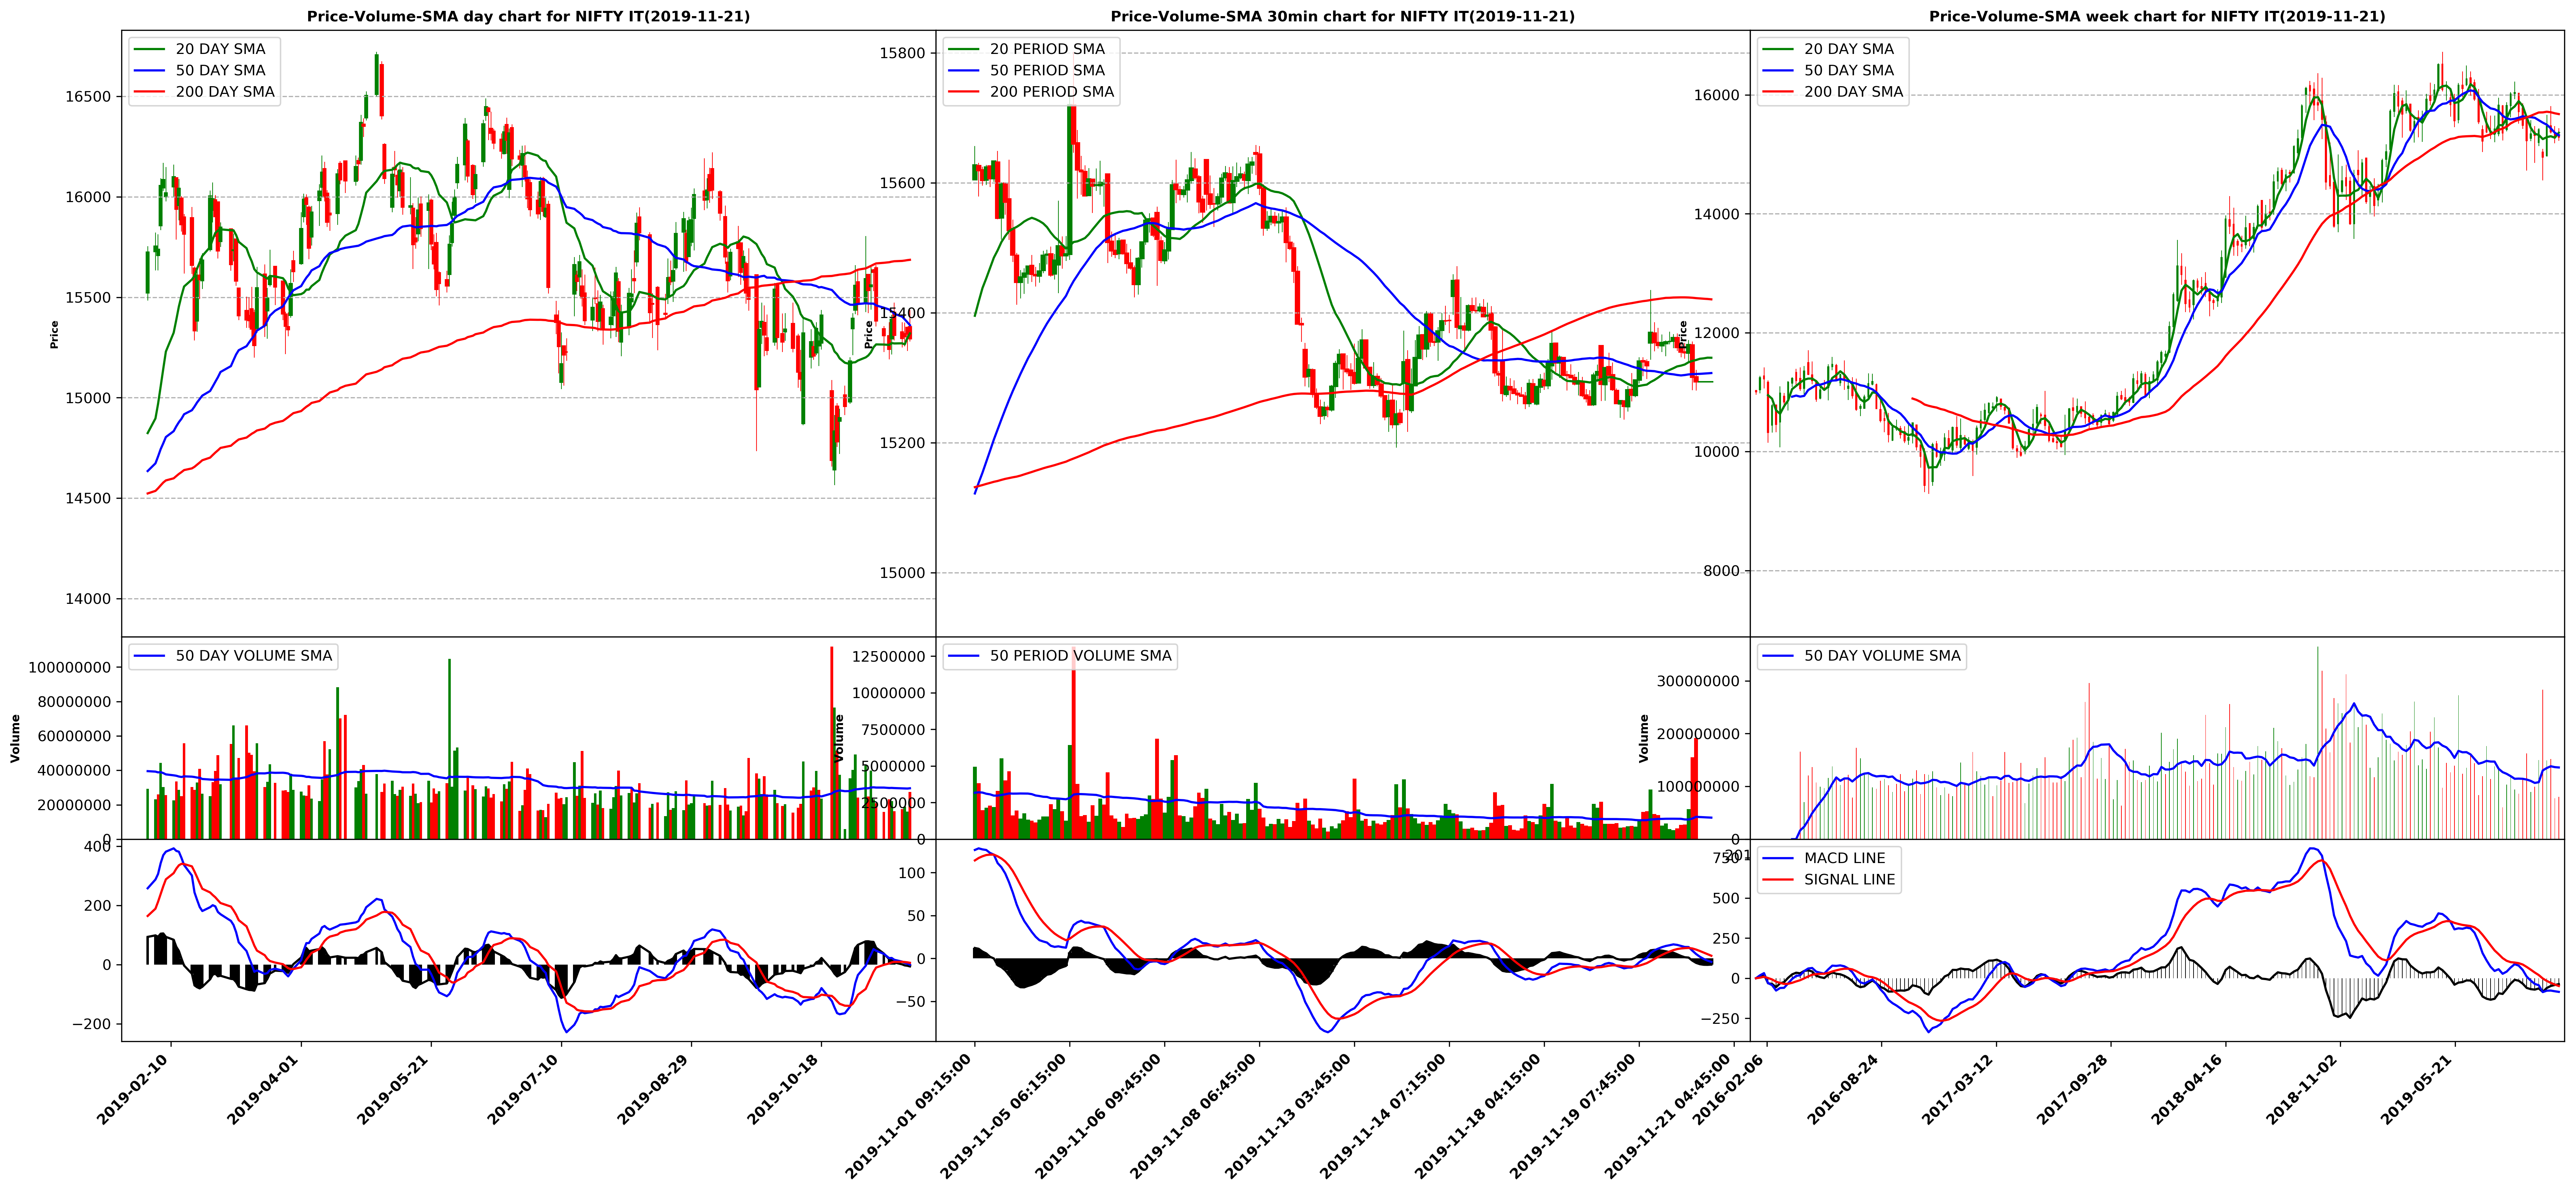 Price-Volume-SMA day chart for NIFTY IT(2019-11-21)
20 DAY SMA
50 DAY SMA
200 DAY SMA
16500
16000
15500
15000
14500
14000
Price
50 DAY VOLUME SMA
100000000
80000000
60000000
40000000
20000000
0
Volume
400
200
0
−200
2019-02-10
2019-04-01
2019-05-21
2019-07-10
2019-08-29
2019-10-18
Price-Volume-SMA 30min chart for NIFTY IT(2019-11-21)
20 PERIOD SMA
50 PERIOD SMA
200 PERIOD SMA
15800
15600
15400
15200
15000
Price
50 PERIOD VOLUME SMA
12500000
10000000
7500000
5000000
2500000
0
Volume
100
50
0
−50
2019-11-01 09:15:00
2019-11-05 06:15:00
2019-11-06 09:45:00
2019-11-08 06:45:00
2019-11-13 03:45:00
2019-11-14 07:15:00
2019-11-18 04:15:00
2019-11-19 07:45:00
2019-11-21 04:45:00
Price-Volume-SMA week chart for NIFTY IT(2019-11-21)
20 DAY SMA
50 DAY SMA
200 DAY SMA
16000
14000
12000
10000
8000
Price
50 DAY VOLUME SMA
300000000
200000000
100000000
0
Volume
MACD LINE
SIGNAL LINE
750
500
250
0
−250
2016-02-06
2016-08-24
2017-03-12
2017-09-28
2018-04-16
2018-11-02
2019-05-21